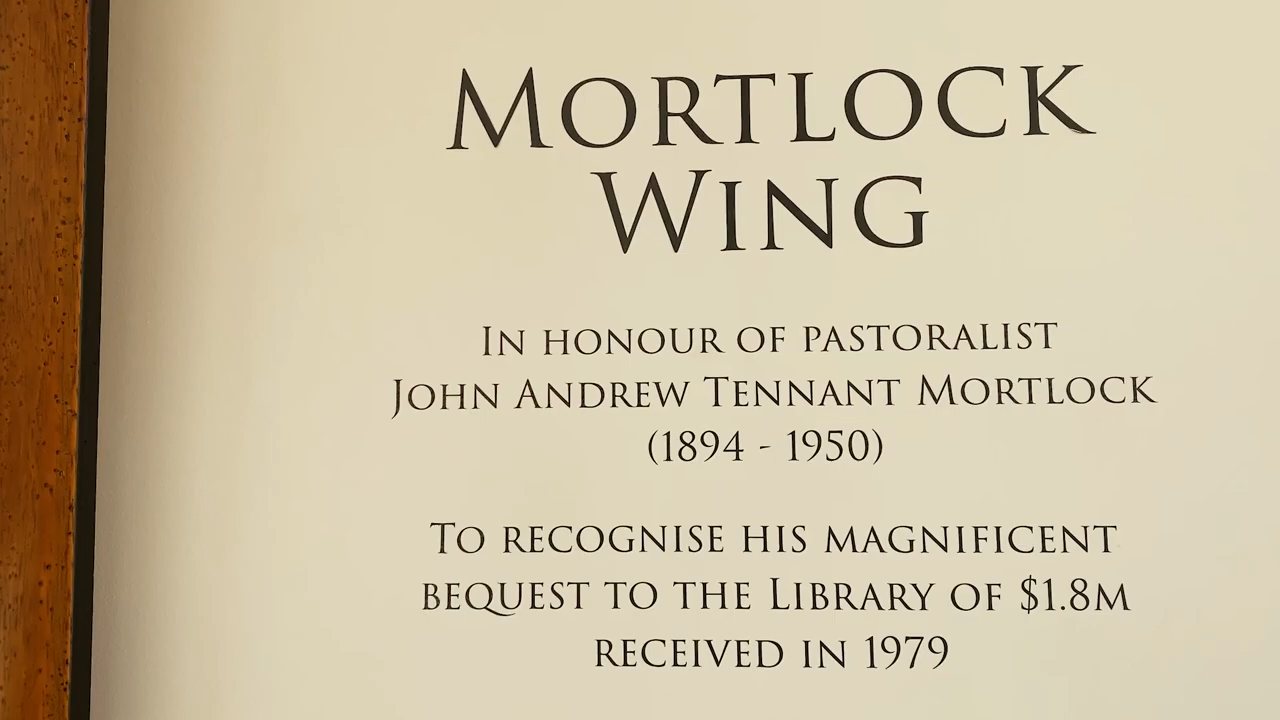 MORTLOCK
WING
IN HONOUR OF PASTORALIST
JOHN ANDREW TENNANT MORTLOCK
(1894 - 1950)
TO RECOGNISE HIS MAGNIFICENT
BEQUEST TO THE LIBRARY OF $1.8M
RECEIVED IN 1979